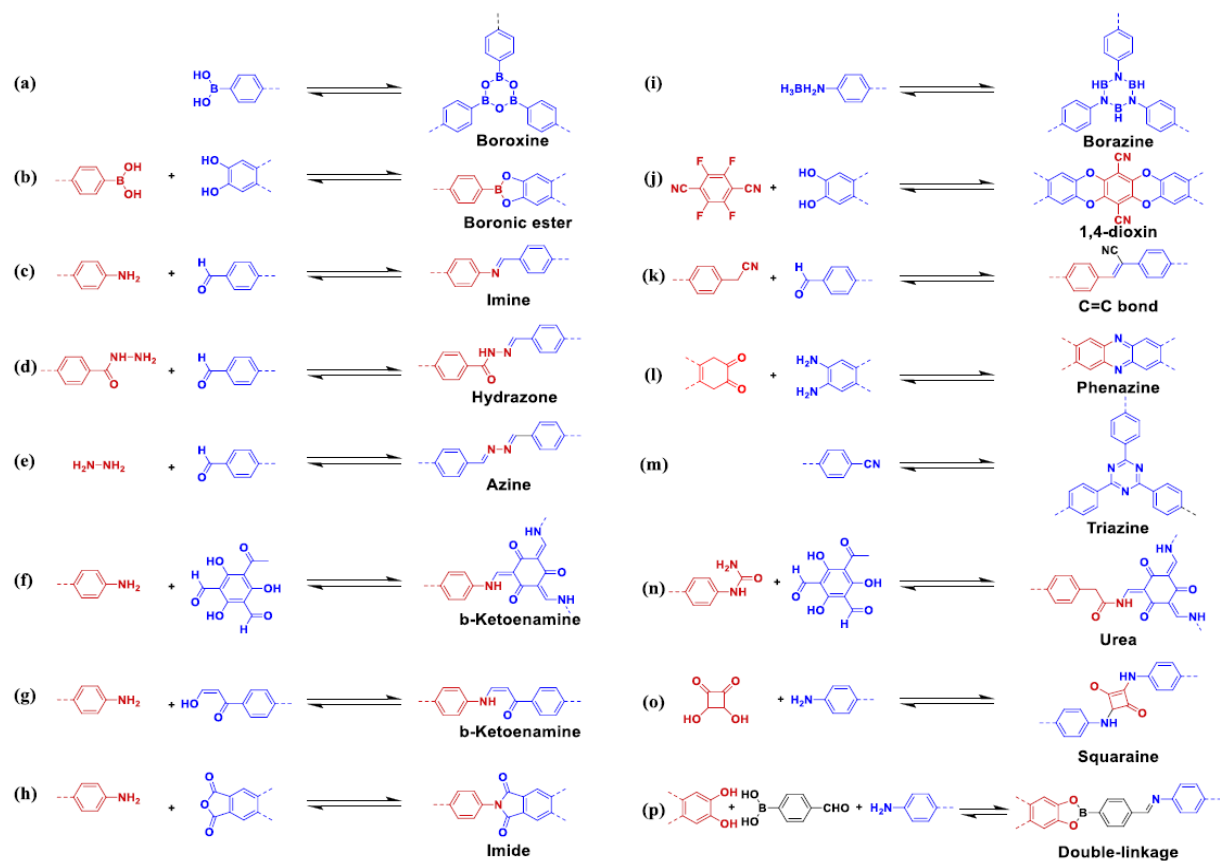 (a)
HO
B
HO
B
O
O
B
B
O
Boroxine
(b)
OH
B
OH
+
HO
HO
O
B
O
Boronic ester
(c)
NH2
+
H
O
N
Imine
(d)
NH–NH2
O
+
H
O
HN–N
O
Hydrazone
(e)
H2N–NH2
+
H
O
N–N
Azine
(f)
NH2
+
O
HO
O
OH
HO
O
H
HN
O
NH
O
O
NH
b-Ketoenamine
(g)
NH2
+
HO
O
NH
O
b-Ketoenamine
(h)
NH2
+
O
O
O
O
N
O
Imide
(i)
H3BH2N
N
HB
BH
N
N
B
H
Borazine
(j)
F
F
NC
CN
F
F
+
HO
HO
CN
O
O
O
O
CN
1,4-dioxin
(k)
CN
+
H
O
NC
C=C bond
(l)
O
O
+
H2N
H2N
N
N
Phenazine
(m)
CN
N
N
N
Triazine
(n)
H2N
O
N
H
+
O
HO
O
OH
HO
O
H
HN
O
O
NH
O
O
NH
Urea
(o)
O
O
HO
OH
+
H2N
HN
O
O
NH
Squaraine
(p)
OH
OH
+
HO
B
HO
CHO
+
H2N
O
B
O
N
Double-linkage